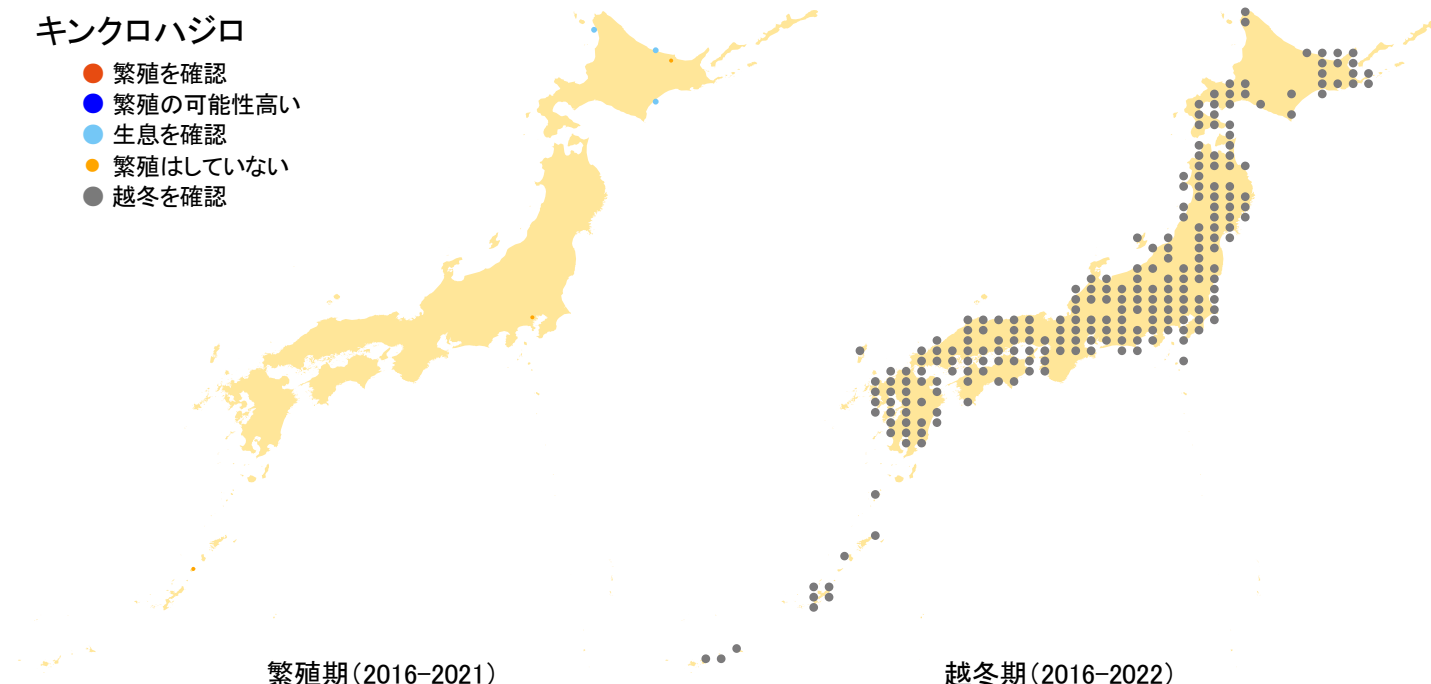 キンクロハジロ
繁殖を確認
繁殖の可能性高い
生息を確認
繁殖はしていない
越冬を確認
繁殖期(2016-2021)
越冬期(2016-2022)